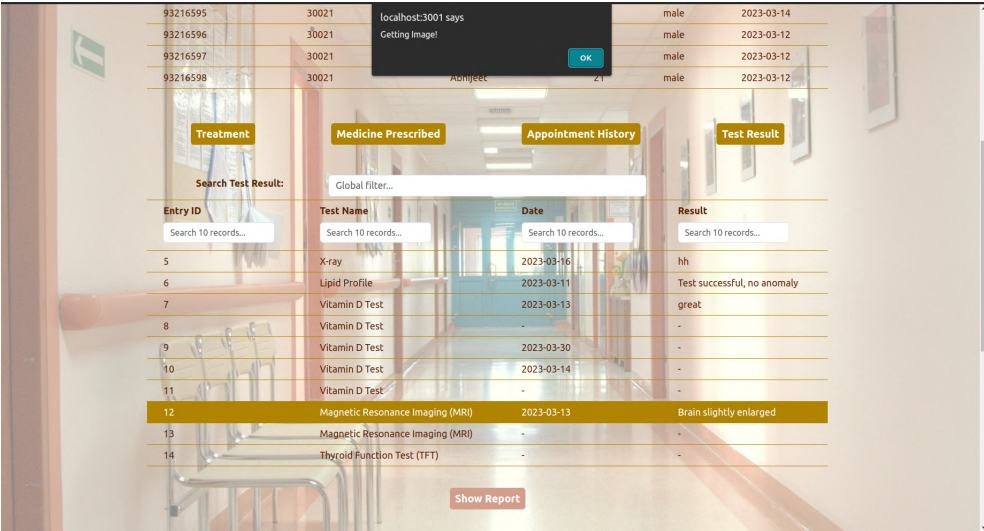 93216595 30021 male 2023-03-14
localhost:3001 says
93216596 30021 male 2023-03-12
Getting Image!
93216597 30021 male 2023-03-12
OK
93216598 30021 Abhijeet 21 male 2023-03-12
Treatment Medicine Prescribed Appointment History Test Result
Search Test Result: Global filter...
Entry ID Test Name Date Result
Search 10 records... Search 10 records... Search 10 records... Search 10 records...
5 X-ray 2023-03-16 hh
6 Lipid Profile 2023-03-11 Test successful, no anomaly
7 Vitamin D Test 2023-03-13 great
8 Vitamin D Test - -
9 Vitamin D Test 2023-03-30 -
10 Vitamin D Test 2023-03-14 -
11 Vitamin D Test - -
12 Magnetic Resonance Imaging (MRI) 2023-03-13 Brain slightly enlarged
13 Magnetic Resonance Imaging (MRI) - -
14 Thyroid Function Test (TFT) - -
Show Report